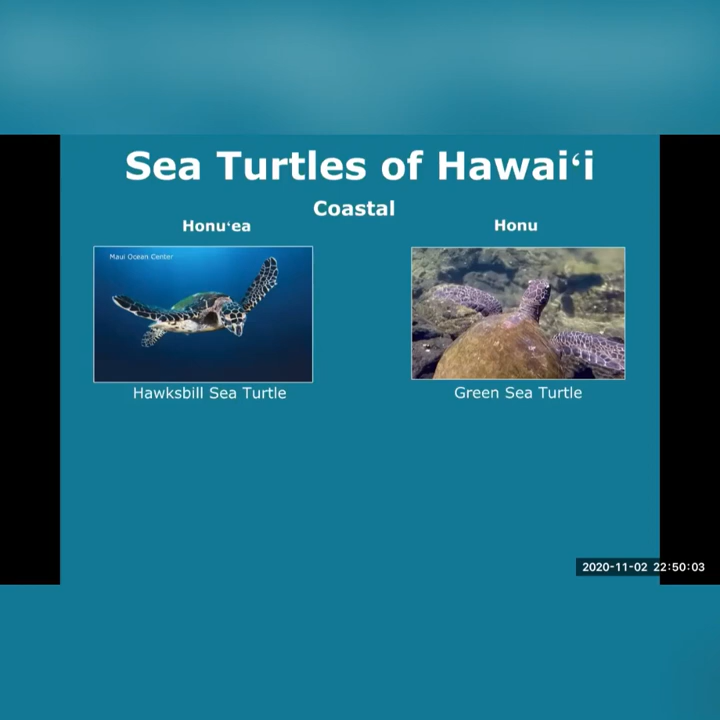 Sea Turtles of Hawaiʻi
Coastal
Honuʻea
Honu
Maui Ocean Center
Hawksbill Sea Turtle
Green Sea Turtle
2020-11-02 22:50:03